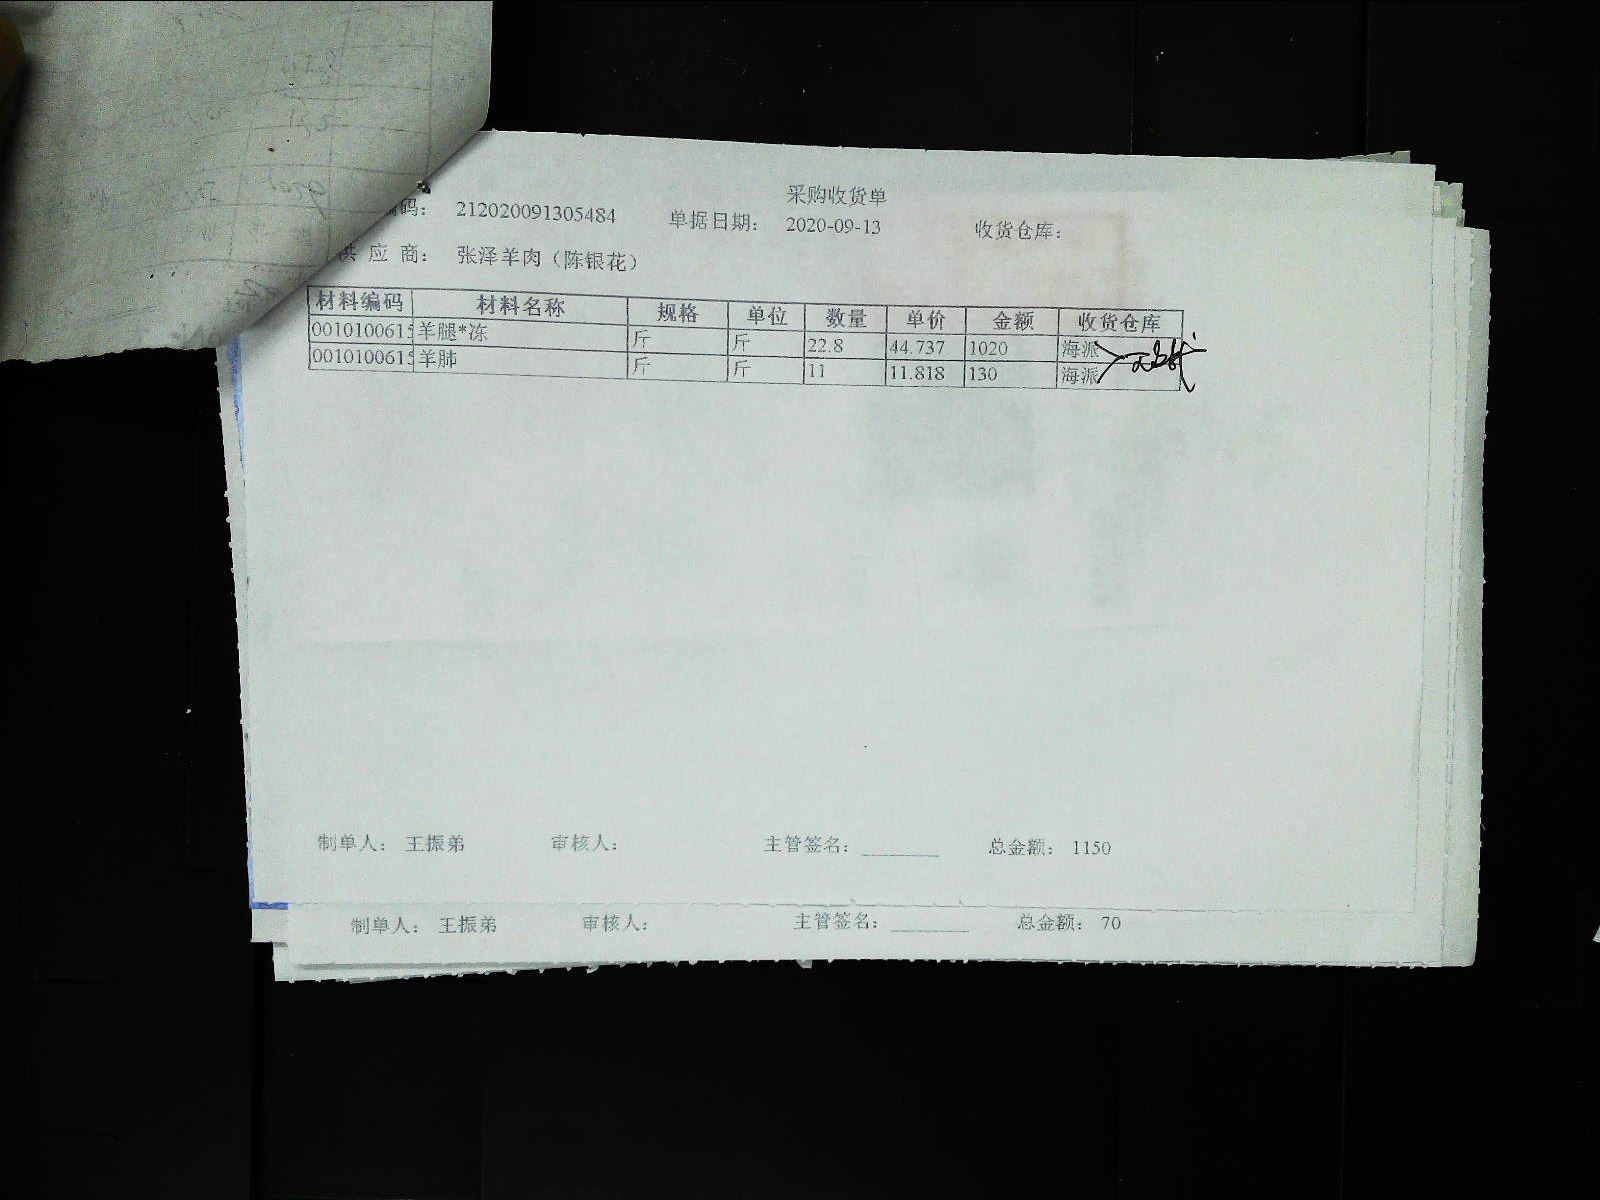 采购收货单
编码： 212020091305484 单据日期： 2020-09-13 收货仓库：
供 应 商： 张泽羊肉（陈银花）
材料编码 材料名称 规格 单位 数量 单价 金额 收货仓库
0010100615 羊腿*冻 斤 斤 22.8 44.737 1020 海派
0010100615 羊肺 斤 斤 11 11.818 130 海派
制单人： 王振弟 审核人： 主管签名：________ 总金额： 1150
制单人： 王振弟 审核人： 主管签名：________ 总金额： 70